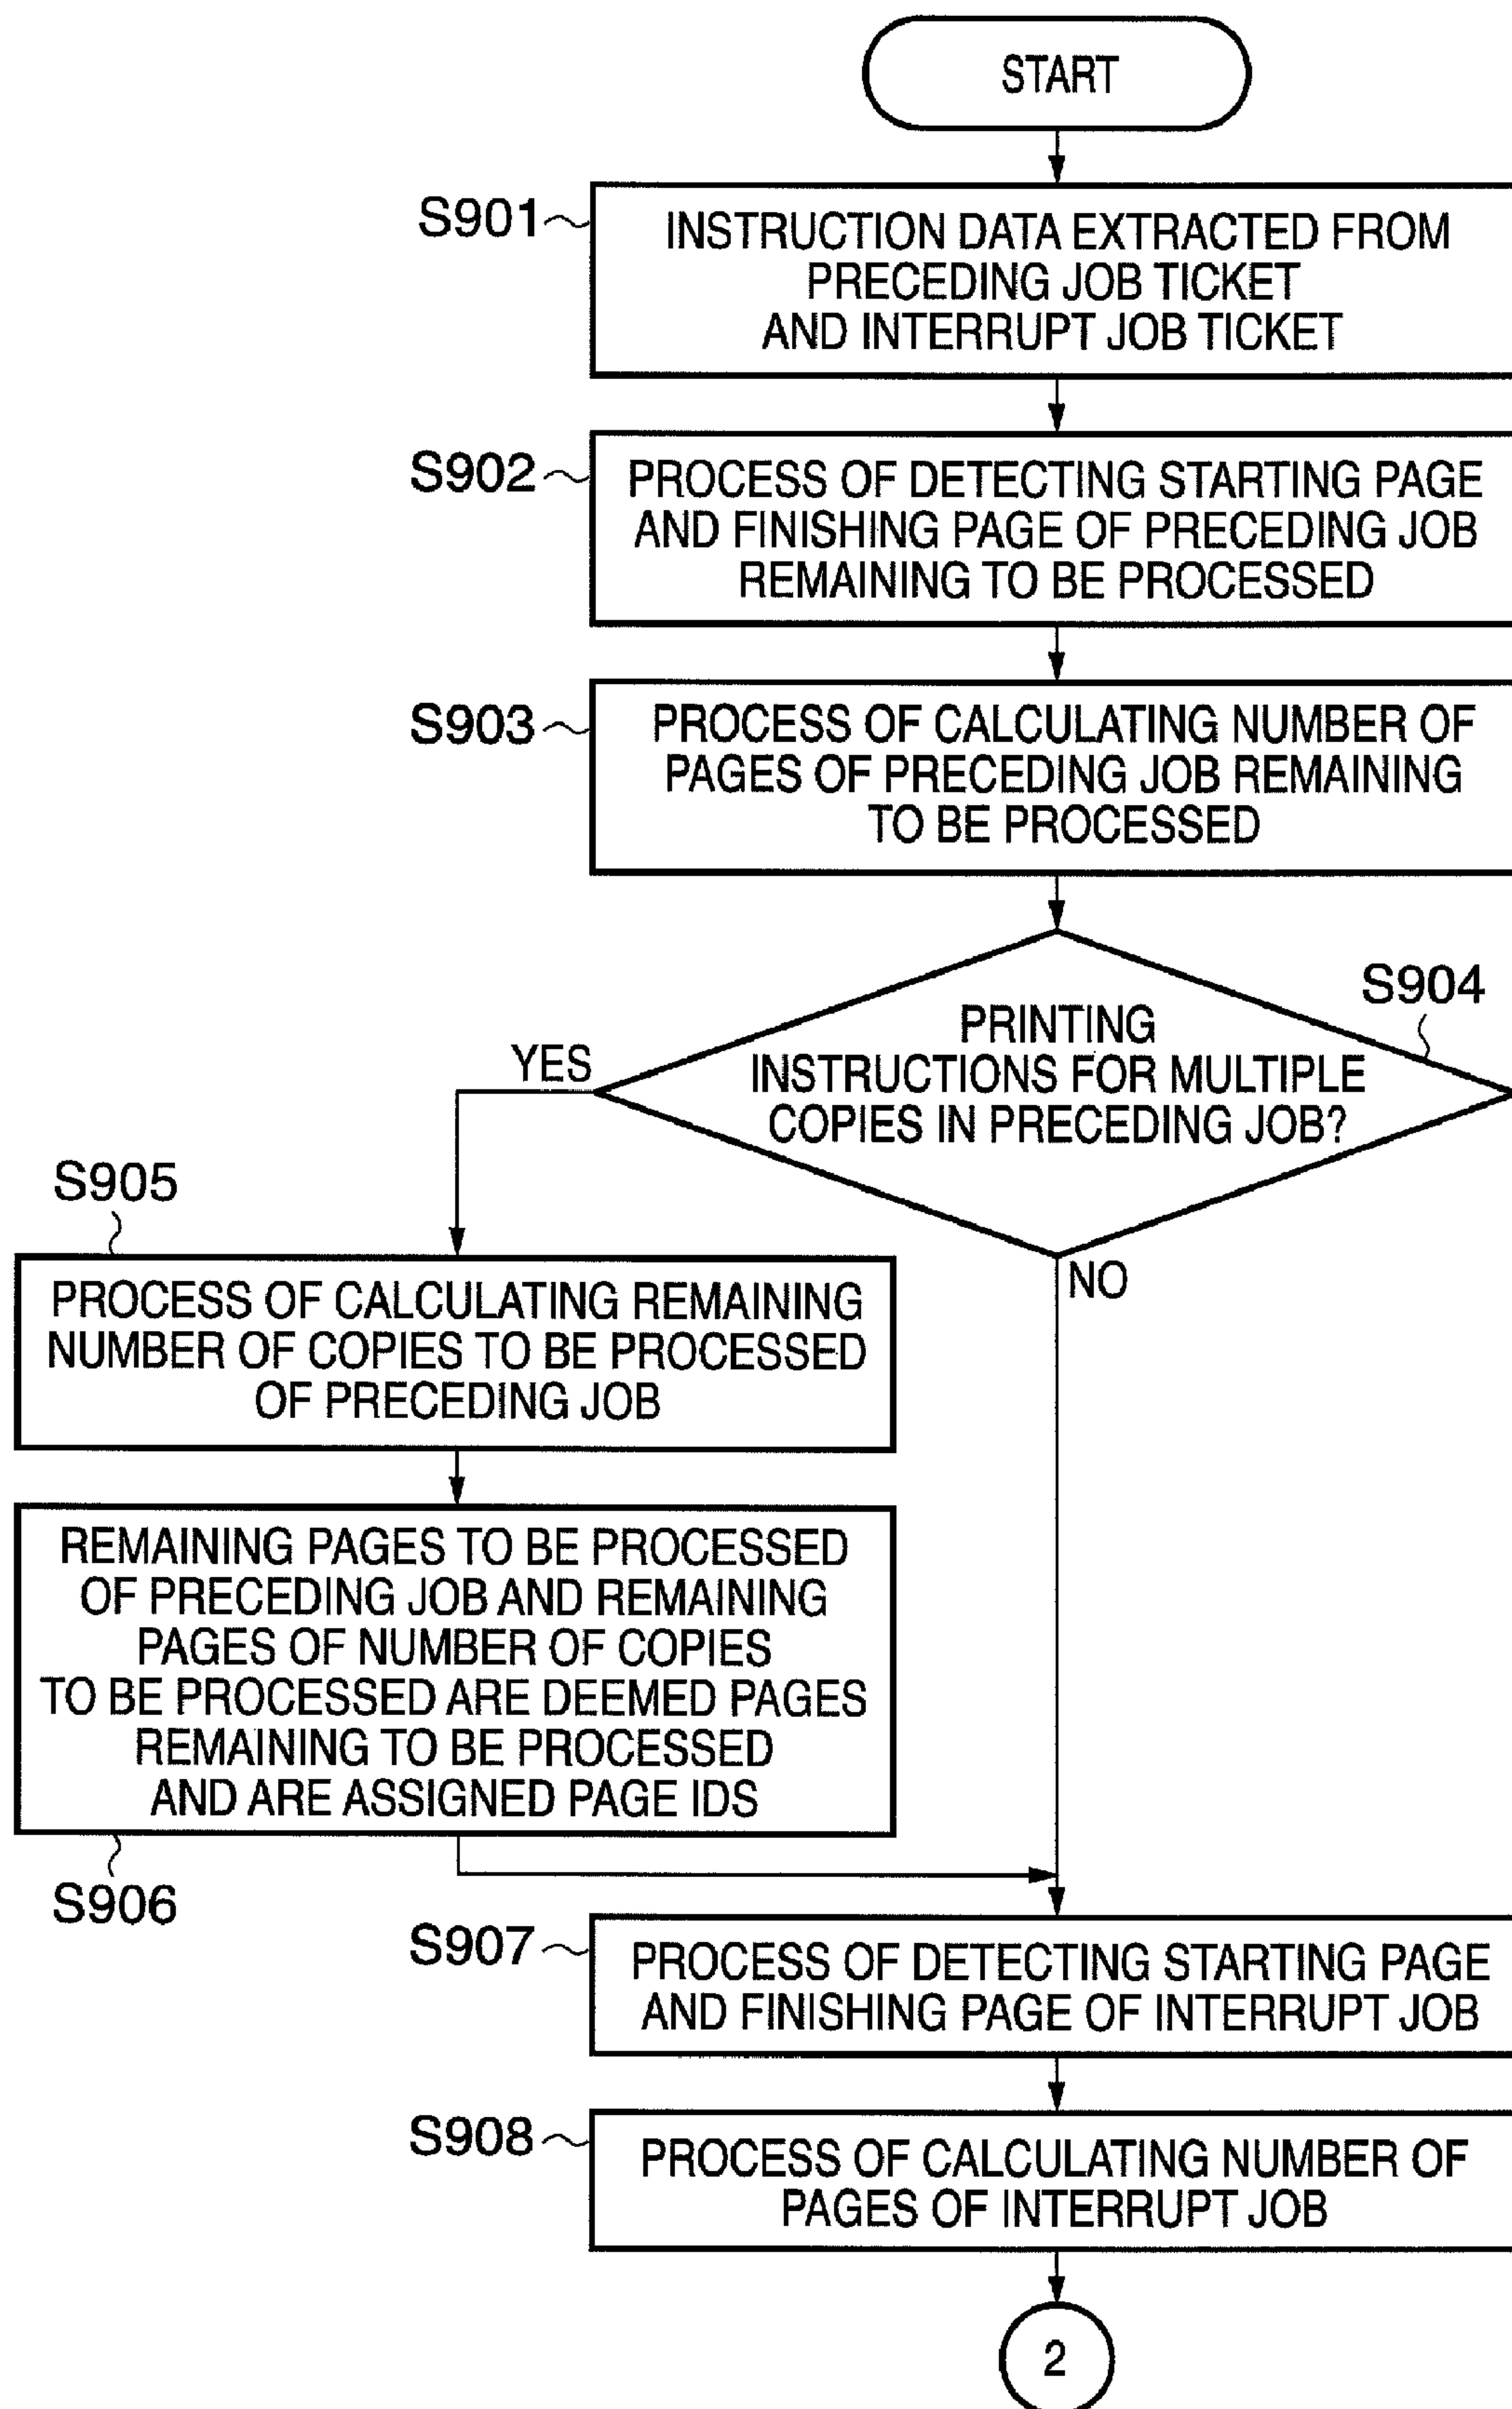 START
S901
INSTRUCTION DATA EXTRACTED FROM
PRECEDING JOB TICKET
AND INTERRUPT JOB TICKET
S902
PROCESS OF DETECTING STARTING PAGE
AND FINISHING PAGE OF PRECEDING JOB
REMAINING TO BE PROCESSED
S903
PROCESS OF CALCULATING NUMBER OF
PAGES OF PRECEDING JOB REMAINING
TO BE PROCESSED
S904
PRINTING
INSTRUCTIONS FOR MULTIPLE
COPIES IN PRECEDING JOB?
YES
NO
S905
PROCESS OF CALCULATING REMAINING
NUMBER OF COPIES TO BE PROCESSED
OF PRECEDING JOB
REMAINING PAGES TO BE PROCESSED
OF PRECEDING JOB AND REMAINING
PAGES OF NUMBER OF COPIES
TO BE PROCESSED ARE DEEMED PAGES
REMAINING TO BE PROCESSED
AND ARE ASSIGNED PAGE IDS
S906
S907
PROCESS OF DETECTING STARTING PAGE
AND FINISHING PAGE OF INTERRUPT JOB
S908
PROCESS OF CALCULATING NUMBER OF
PAGES OF INTERRUPT JOB
2